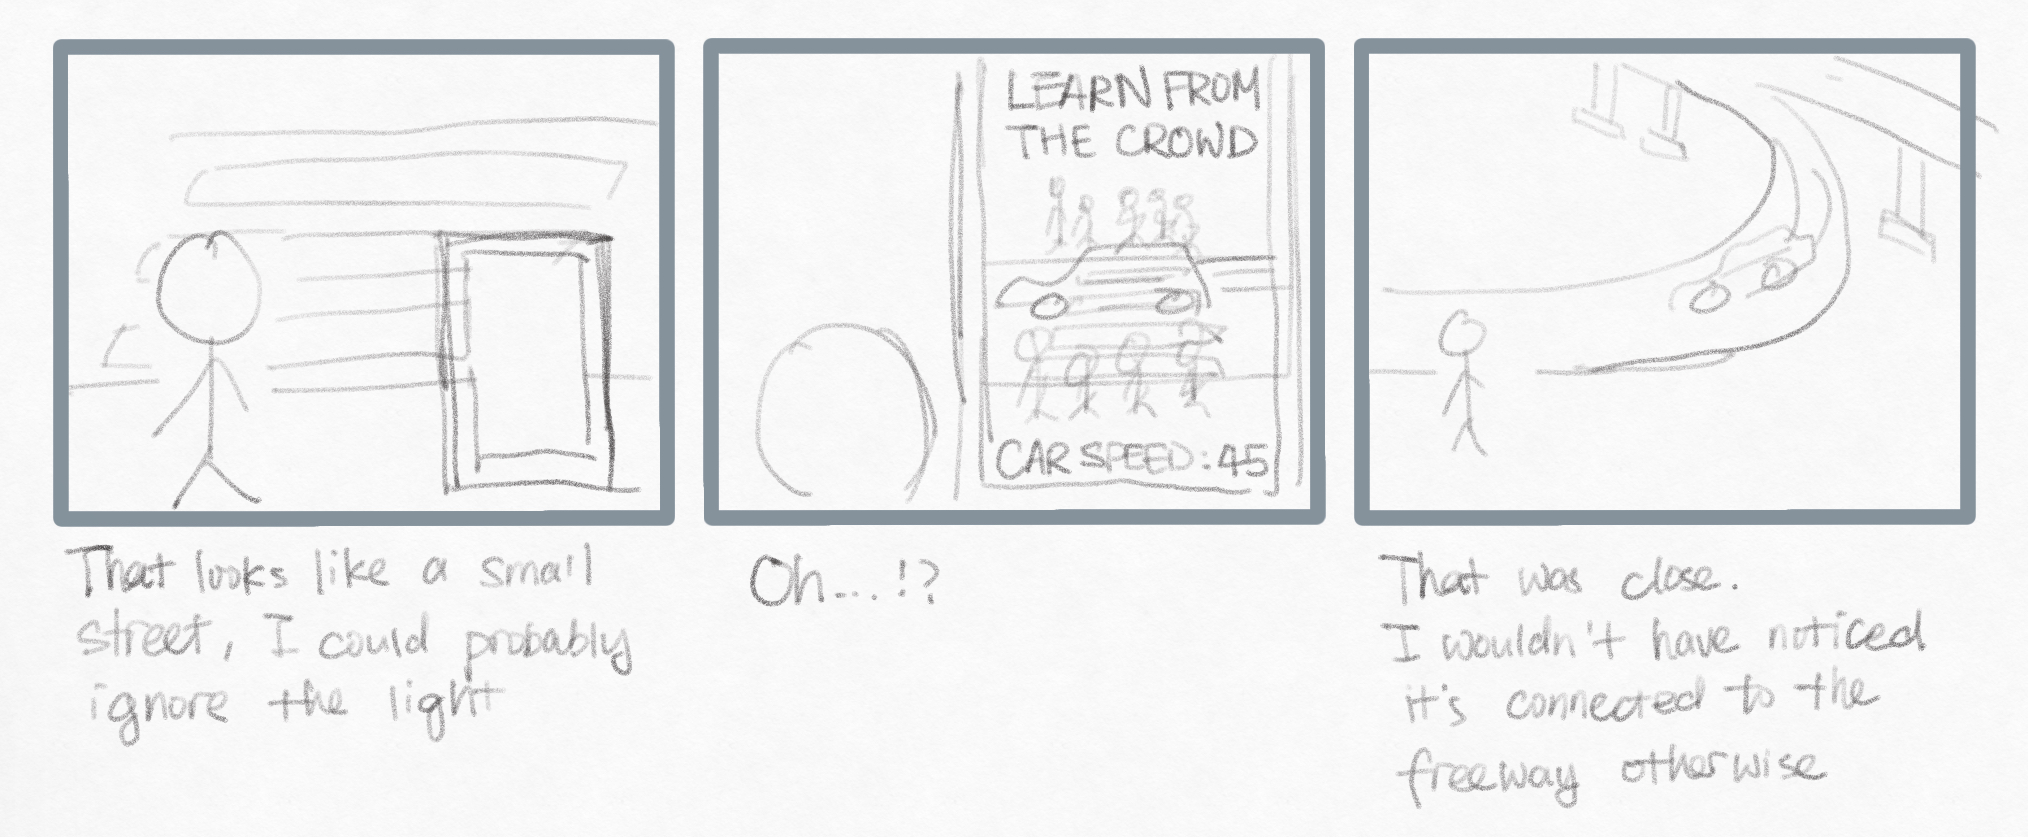 LEARN FROM
THE CROWD
CAR SPEED: 45
That looks like a small
street, I could probably
ignore the light
Oh...!?
That was close.
I wouldn't have noticed
it's connected to the
freeway otherwise